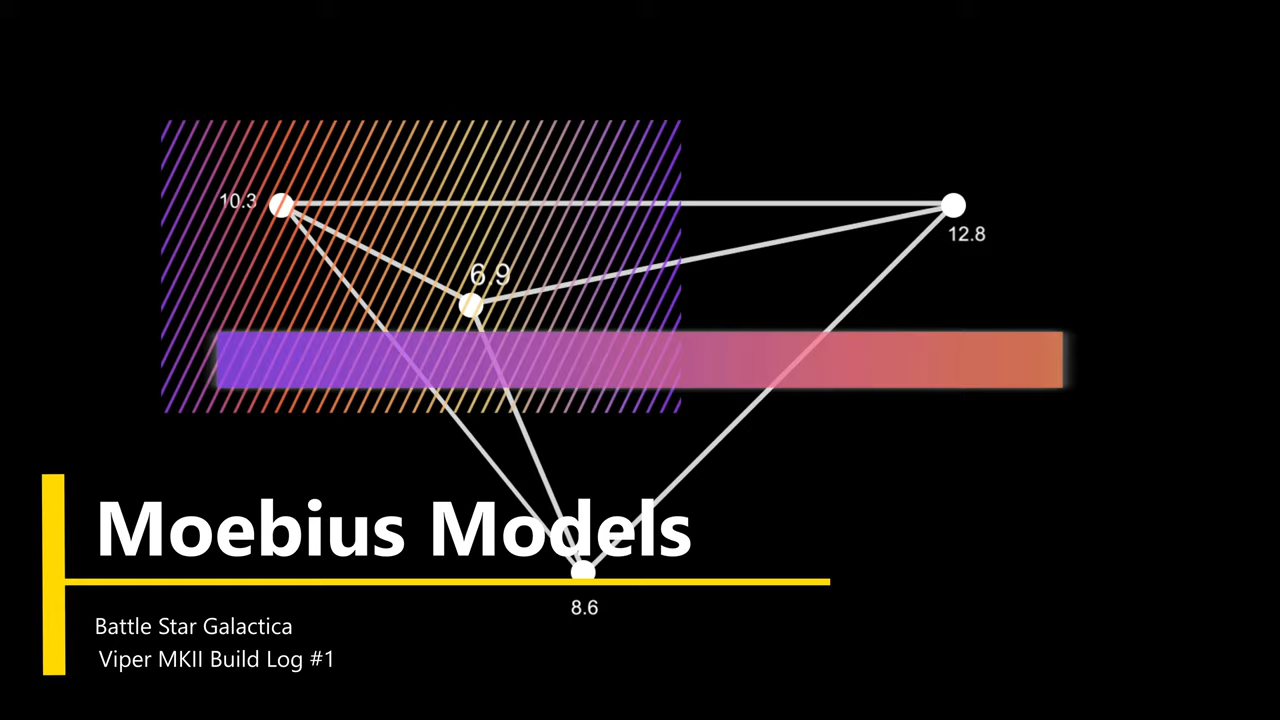 10.3
12.8
6.9
Moebius Models
8.6
Battle Star Galactica
Viper MKII Build Log #1